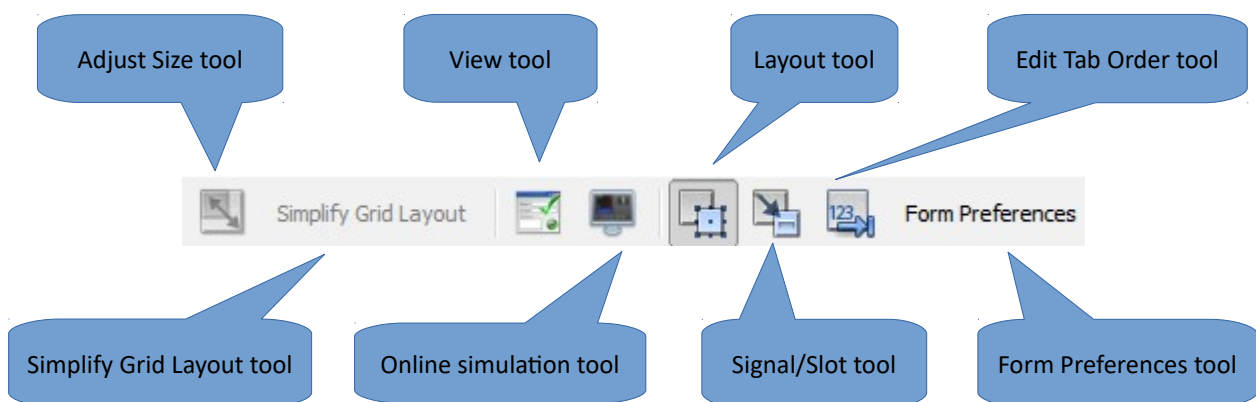 Adjust Size tool
View tool
Layout tool
Edit Tab Order tool
Simplify Grid Layout
123
Form Preferences
Simplify Grid Layout tool
Online simulation tool
Signal/Slot tool
Form Preferences tool